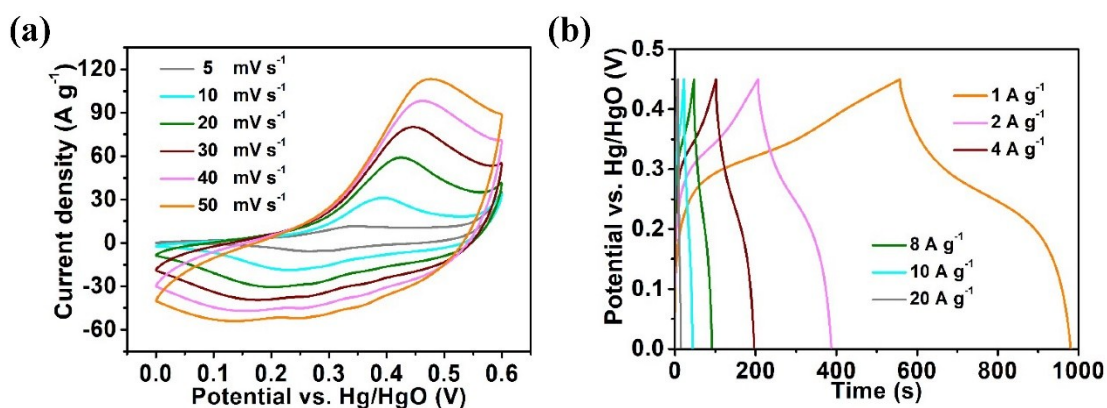 (a)
Current density (A g⁻¹)
120
90
60
30
0
-30
-60
5 mV s⁻¹
10 mV s⁻¹
20 mV s⁻¹
30 mV s⁻¹
40 mV s⁻¹
50 mV s⁻¹
0.0 0.1 0.2 0.3 0.4 0.5 0.6
Potential vs. Hg/HgO (V)
(b)
Potential vs. Hg/HgO (V)
0.5
0.4
0.3
0.2
0.1
0.0
1 A g⁻¹
2 A g⁻¹
4 A g⁻¹
8 A g⁻¹
10 A g⁻¹
20 A g⁻¹
0 200 400 600 800 1000
Time (s)